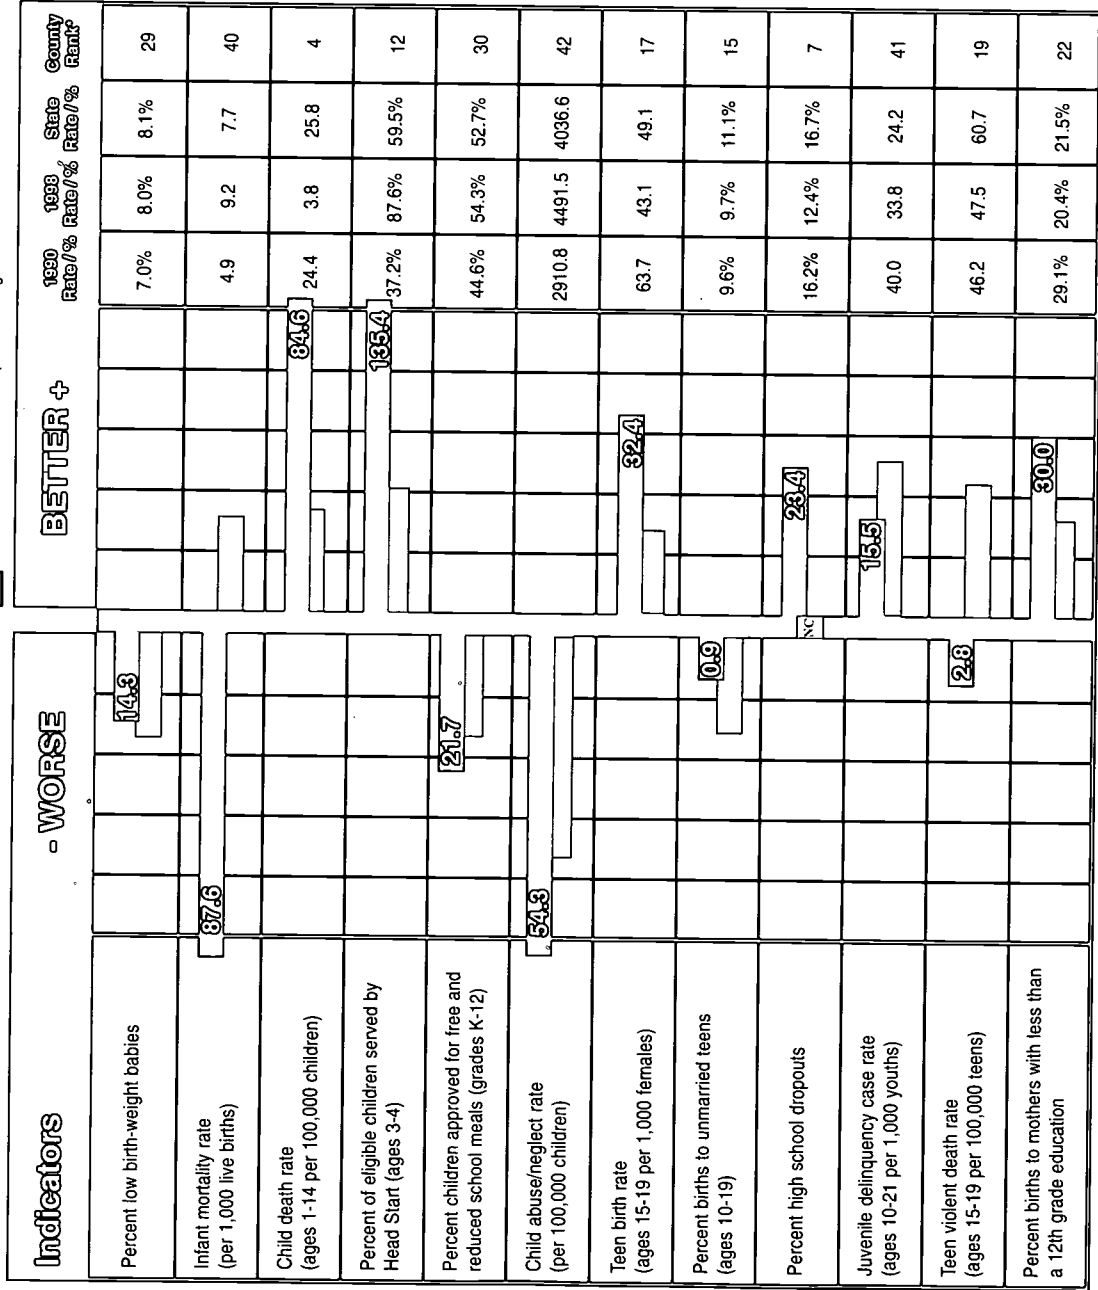 Indicators
- WORSE
BETTER +
1990
Rate / %
1998
Rate / %
State
Rate / %
County
Rank*
Percent low birth-weight babies
14.3
7.0%
8.0%
8.1%
29
Infant mortality rate
(per 1,000 live births)
87.6
4.9
9.2
7.7
40
Child death rate
(ages 1-14 per 100,000 children)
84.6
24.4
3.8
25.8
4
Percent of eligible children served by
Head Start (ages 3-4)
135.4
37.2%
87.6%
59.5%
12
Percent children approved for free and
reduced school meals (grades K-12)
21.7
44.6%
54.3%
52.7%
30
Child abuse/neglect rate
(per 100,000 children)
54.3
2910.8
4491.5
4036.6
42
Teen birth rate
(ages 15-19 per 1,000 females)
32.4
63.7
43.1
49.1
17
Percent births to unmarried teens
(ages 10-19)
0.9
9.6%
9.7%
11.1%
15
Percent high school dropouts
NC
23.4
16.2%
12.4%
16.7%
7
Juvenile delinquency case rate
(ages 10-21 per 1,000 youths)
15.5
40.0
33.8
24.2
41
Teen violent death rate
(ages 15-19 per 100,000 teens)
2.8
46.2
47.5
60.7
19
Percent births to mothers with less than
a 12th grade education
30.0
29.1%
20.4%
21.5%
22